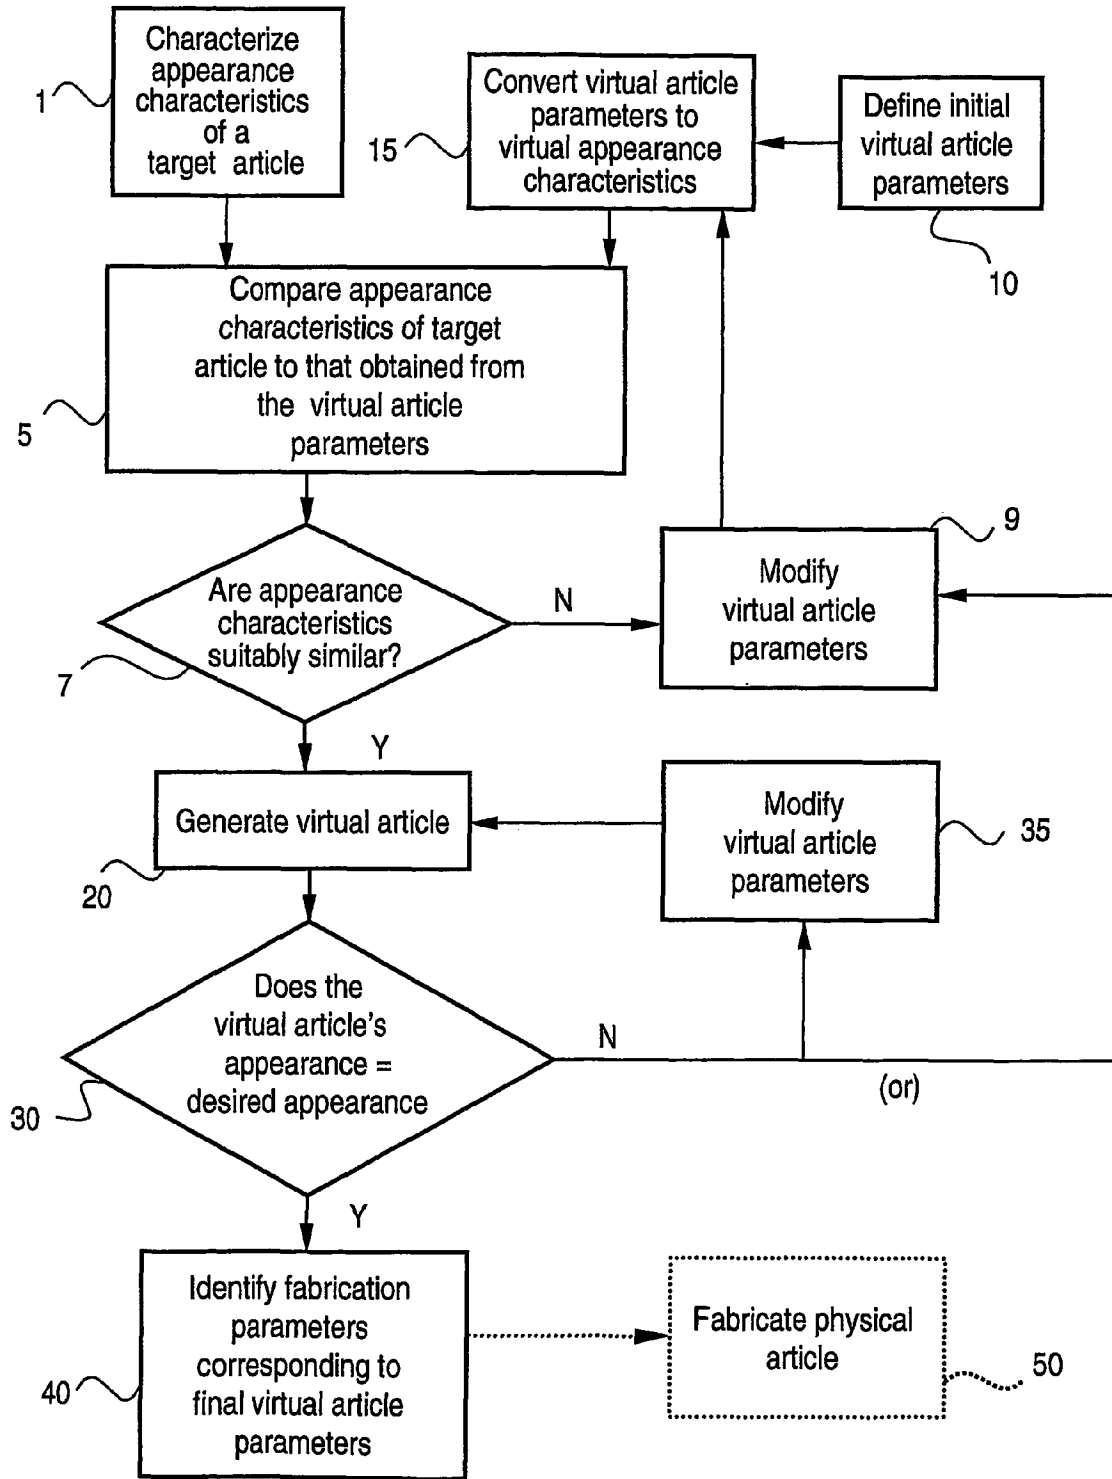 Characterize
appearance
characteristics
of a
target article
1
Convert virtual article
parameters to
virtual appearance
characteristics
15
Define initial
virtual article
parameters
10
Compare appearance
characteristics of target
article to that obtained from
the virtual article
parameters
5
Are appearance
characteristics
suitably similar?
7
N
Y
Modify
virtual article
parameters
9
Generate virtual article
20
Modify
virtual article
parameters
35
Does the
virtual article's
appearance =
desired appearance
30
N
(or)
Y
Identify fabrication
parameters
corresponding to
final virtual article
parameters
40
Fabricate physical
article
50